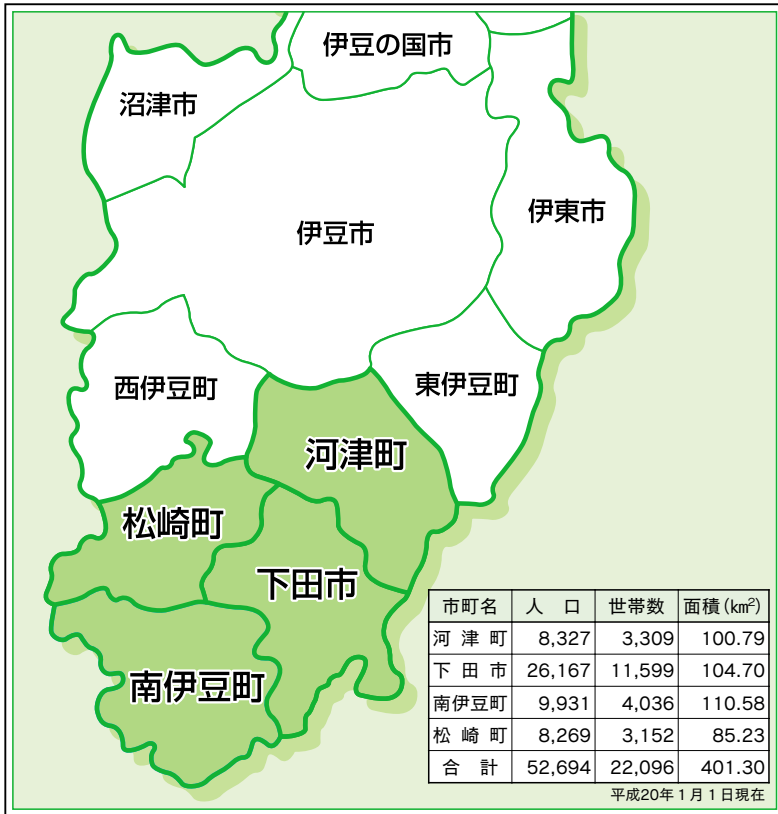 伊豆の国市
沼津市
伊東市
伊豆市
西伊豆町
東伊豆町
河津町
松崎町
下田市
南伊豆町
市町名 人口 世帯数 面積(km²)
河津町 8,327 3,309 100.79
下田市 26,167 11,599 104.70
南伊豆町 9,931 4,036 110.58
松崎町 8,269 3,152 85.23
合計 52,694 22,096 401.30
平成20年1月1日現在